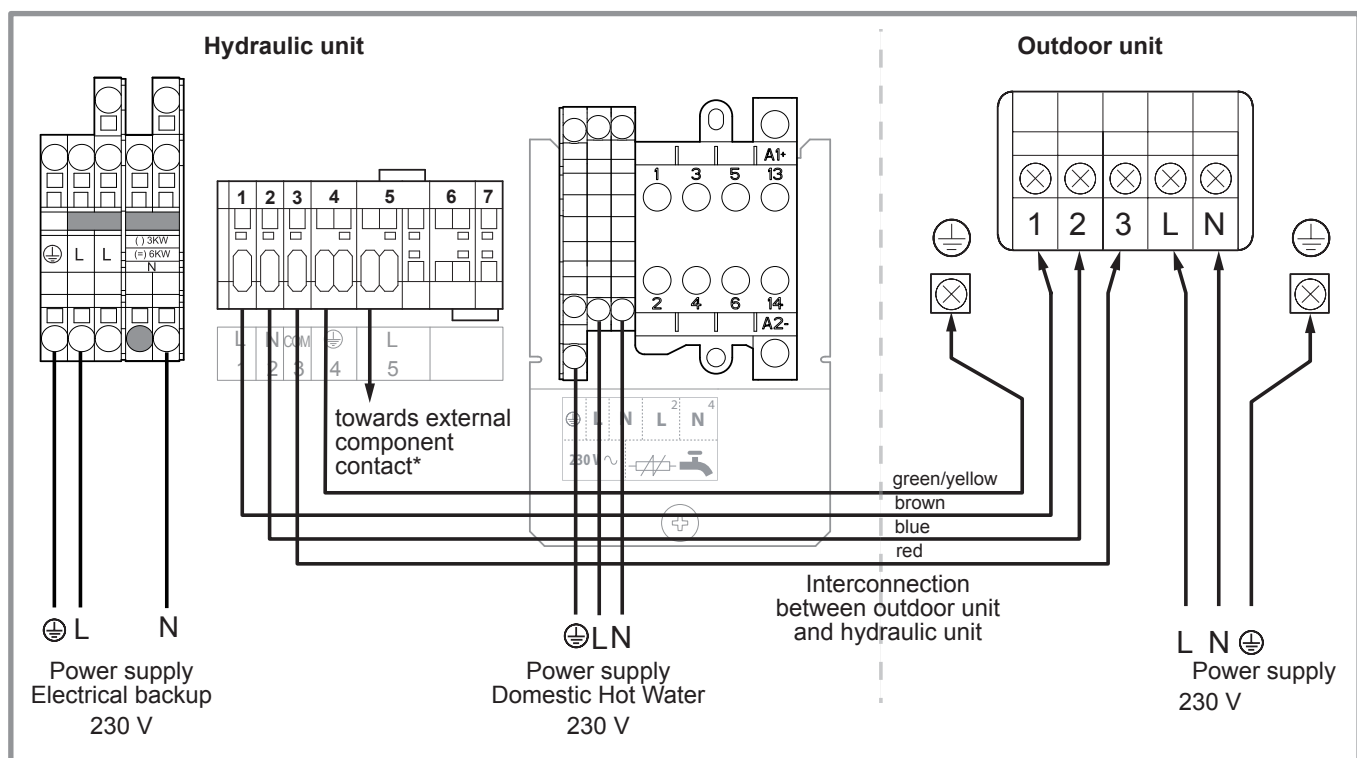 Hydraulic unit
Outdoor unit
L L
( ) 3KW
(=) 6KW
N
1 2 3 4 5 6 7
L N COM L
1 2 3 4 5
towards external
component
contact*
A1+
1 3 5 13
2 4 6 14
A2-
L N L 2 N 4
230 V ~
1 2 3 L N
green/yellow
brown
blue
red
Interconnection
between outdoor unit
and hydraulic unit
L N
Power supply
Electrical backup
230 V
L N
Power supply
Domestic Hot Water
230 V
L N
Power supply
230 V